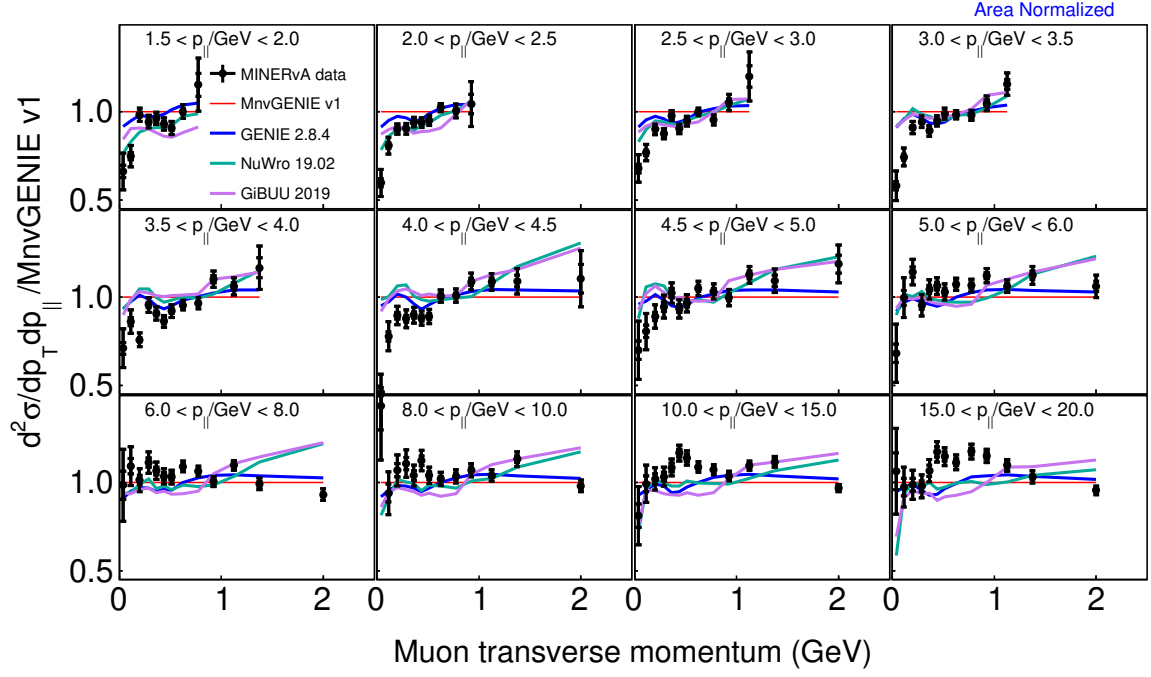 Area Normalized
1.5 < p||/GeV < 2.0
2.0 < p||/GeV < 2.5
2.5 < p||/GeV < 3.0
3.0 < p||/GeV < 3.5
MINERvA data
MnvGENIE v1
GENIE 2.8.4
NuWro 19.02
GiBUU 2019
1.0
0.5
3.5 < p||/GeV < 4.0
4.0 < p||/GeV < 4.5
4.5 < p||/GeV < 5.0
5.0 < p||/GeV < 6.0
1.0
0.5
6.0 < p||/GeV < 8.0
8.0 < p||/GeV < 10.0
10.0 < p||/GeV < 15.0
15.0 < p||/GeV < 20.0
1.0
0.5
0 1 2 0 1 2 0 1 2 0 1 2
d²σ/dp_T dp_|| /MnvGENIE v1
Muon transverse momentum (GeV)